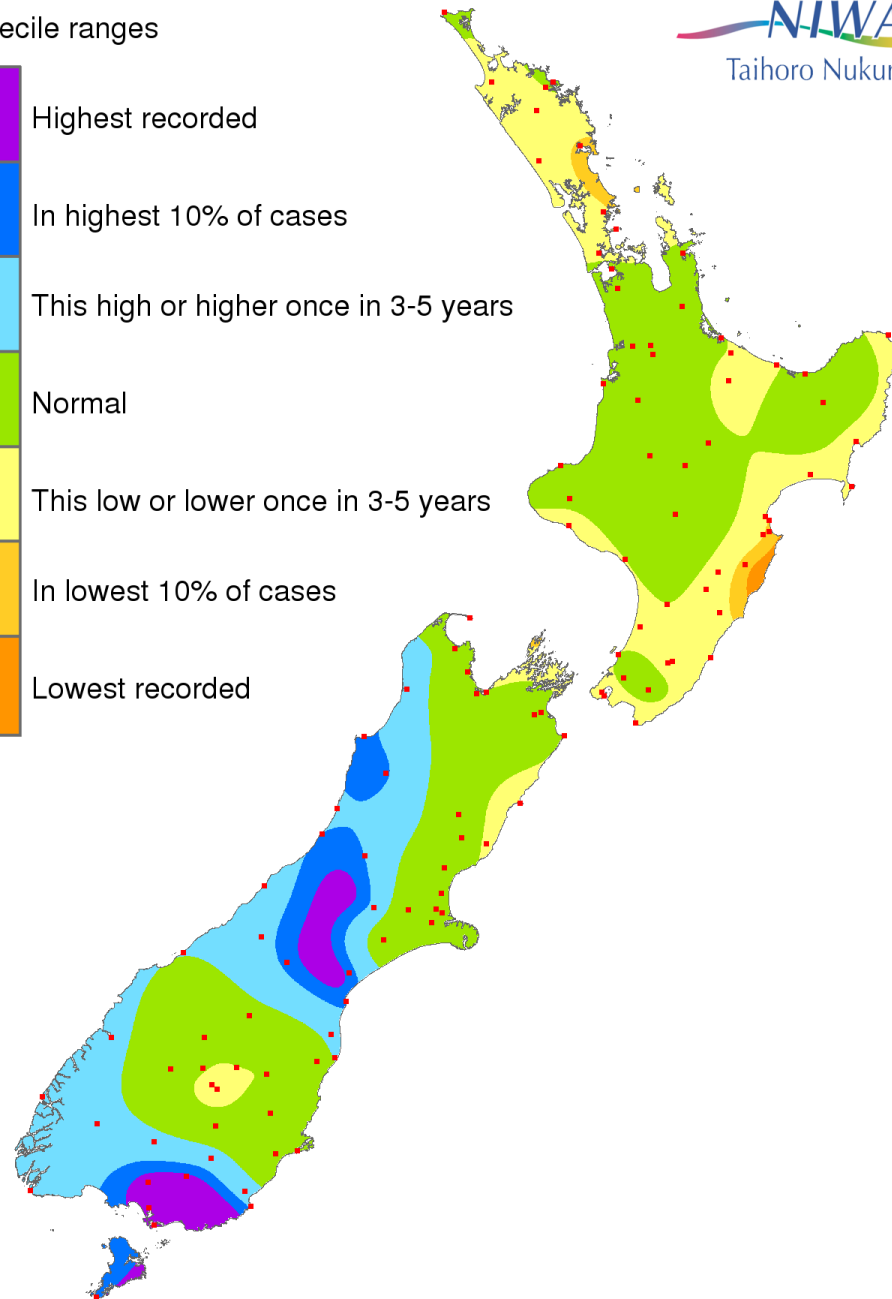 ecile ranges
NIWA
Taihoro Nukur
Highest recorded
In highest 10% of cases
This high or higher once in 3-5 years
Normal
This low or lower once in 3-5 years
In lowest 10% of cases
Lowest recorded